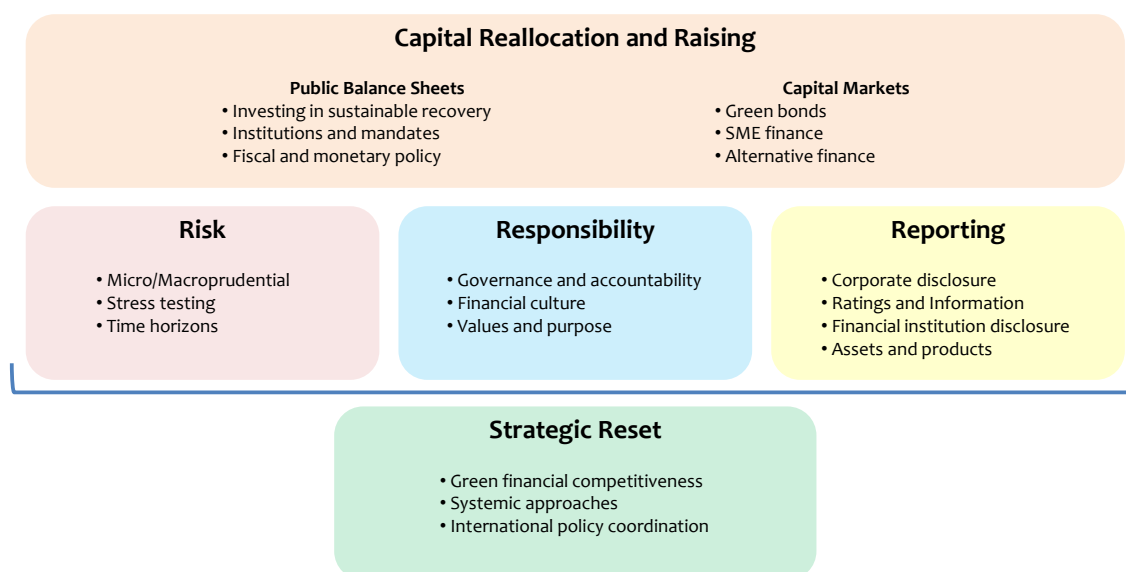 Capital Reallocation and Raising
Public Balance Sheets
• Investing in sustainable recovery
• Institutions and mandates
• Fiscal and monetary policy
Capital Markets
• Green bonds
• SME finance
• Alternative finance
Risk
• Micro/Macroprudential
• Stress testing
• Time horizons
Responsibility
• Governance and accountability
• Financial culture
• Values and purpose
Reporting
• Corporate disclosure
• Ratings and Information
• Financial institution disclosure
• Assets and products
Strategic Reset
• Green financial competitiveness
• Systemic approaches
• International policy coordination